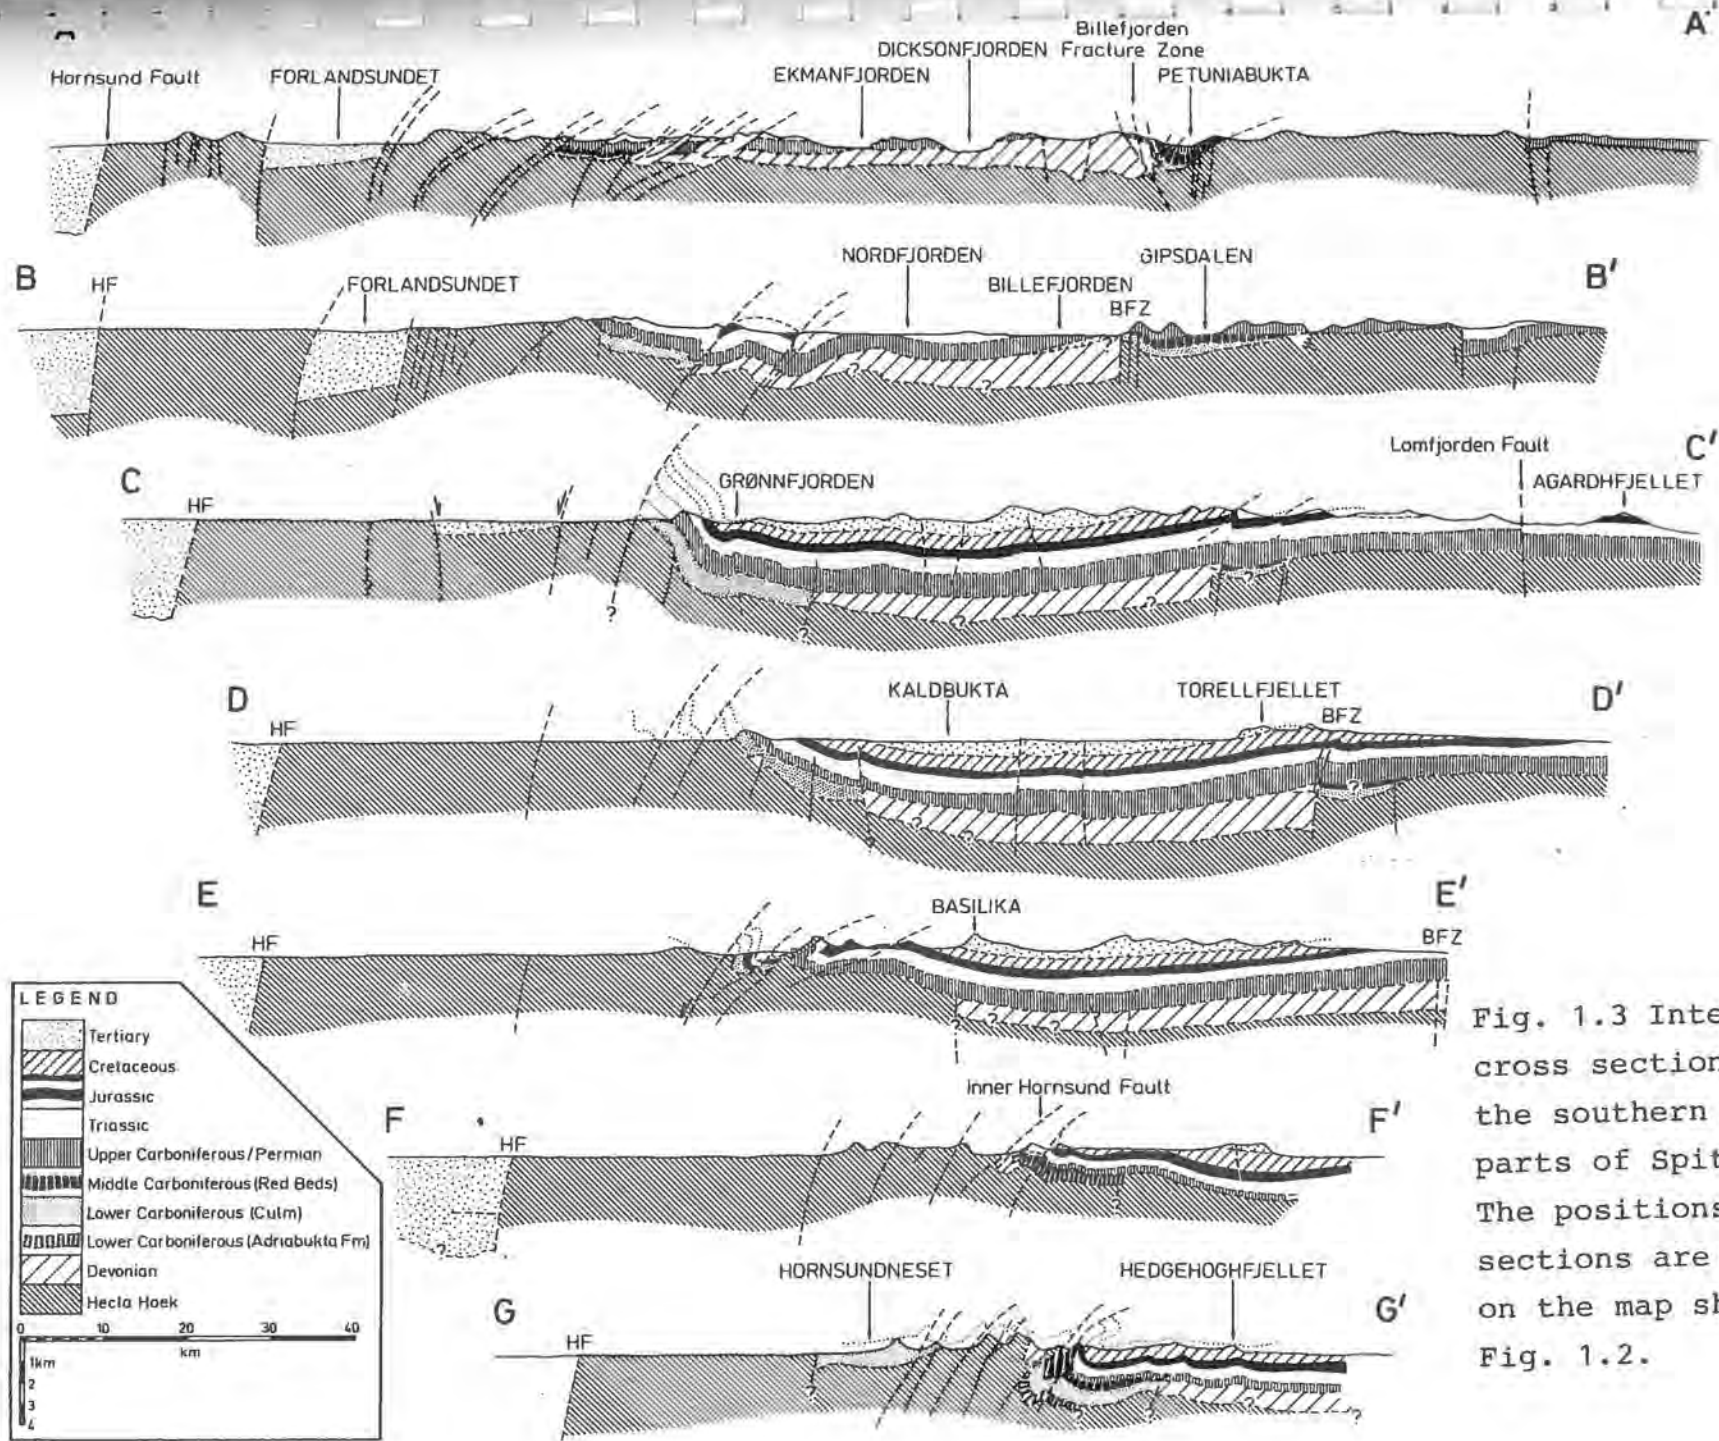 A'
Billefjorden
DICKSONFJORDEN Fracture Zone
Hornsund Fault FORLANDSUNDET EKMANFJORDEN PETUNIABUKTA
B HF FORLANDSUNDET NORDFJORDEN BILLEFJORDEN GIPSDALEN BFZ B'
? ? ? ?
Lomfjorden Fault C'
C HF GRØNNFJORDEN AGARDHFJELLET
? ? ? ? ?
D HF KALDBUKTA TORELLFJELLET BFZ D'
? ? ? ?
E HF BASILIKA E' BFZ
? ? ?
Inner Hornsund Fault
F HF F'
?
HORNSUNDNESET HEDGEHOGHFJELLET
G HF G'
? ? ? ? ?
LEGEND
Tertiary
Cretaceous
Jurassic
Triassic
Upper Carboniferous/Permian
Middle Carboniferous (Red Beds)
Lower Carboniferous (Culm)
Lower Carboniferous (Adriabukta Fm)
Devonian
Hecla Hoek
0 10 20 30 40
km
1km
2
3
4
Fig. 1.3 Inte
cross section
the southern
parts of Spit
The positions
sections are
on the map sh
Fig. 1.2.